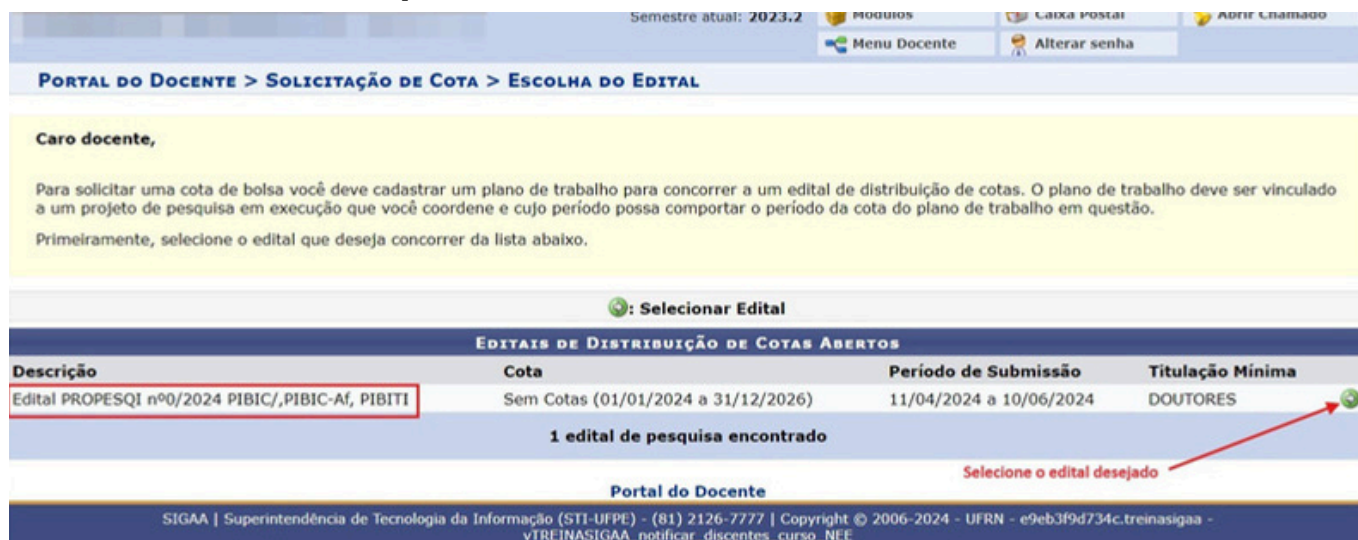 Semestre atual: 2023.2 Módulos Caixa Postal Abrir Chamado
Menu Docente Alterar senha
PORTAL DO DOCENTE > SOLICITAÇÃO DE COTA > ESCOLHA DO EDITAL
Caro docente,
Para solicitar uma cota de bolsa você deve cadastrar um plano de trabalho para concorrer a um edital de distribuição de cotas. O plano de trabalho deve ser vinculado
a um projeto de pesquisa em execução que você coordene e cujo período possa comportar o período da cota do plano de trabalho em questão.
Primeiramente, selecione o edital que deseja concorrer da lista abaixo.
: Selecionar Edital
EDITAIS DE DISTRIBUIÇÃO DE COTAS ABERTOS
Descrição Cota Período de Submissão Titulação Mínima
Edital PROPESQI nº0/2024 PIBIC/,PIBIC-Af, PIBITI Sem Cotas (01/01/2024 a 31/12/2026) 11/04/2024 a 10/06/2024 DOUTORES
1 edital de pesquisa encontrado
Selecione o edital desejado
Portal do Docente
SIGAA | Superintendência de Tecnologia da Informação (STI-UFPE) - (81) 2126-7777 | Copyright © 2006-2024 - UFRN - e9eb3f9d734c.treinasigaa -
vTREINASIGAA_notificar_discentes_curso_NEE